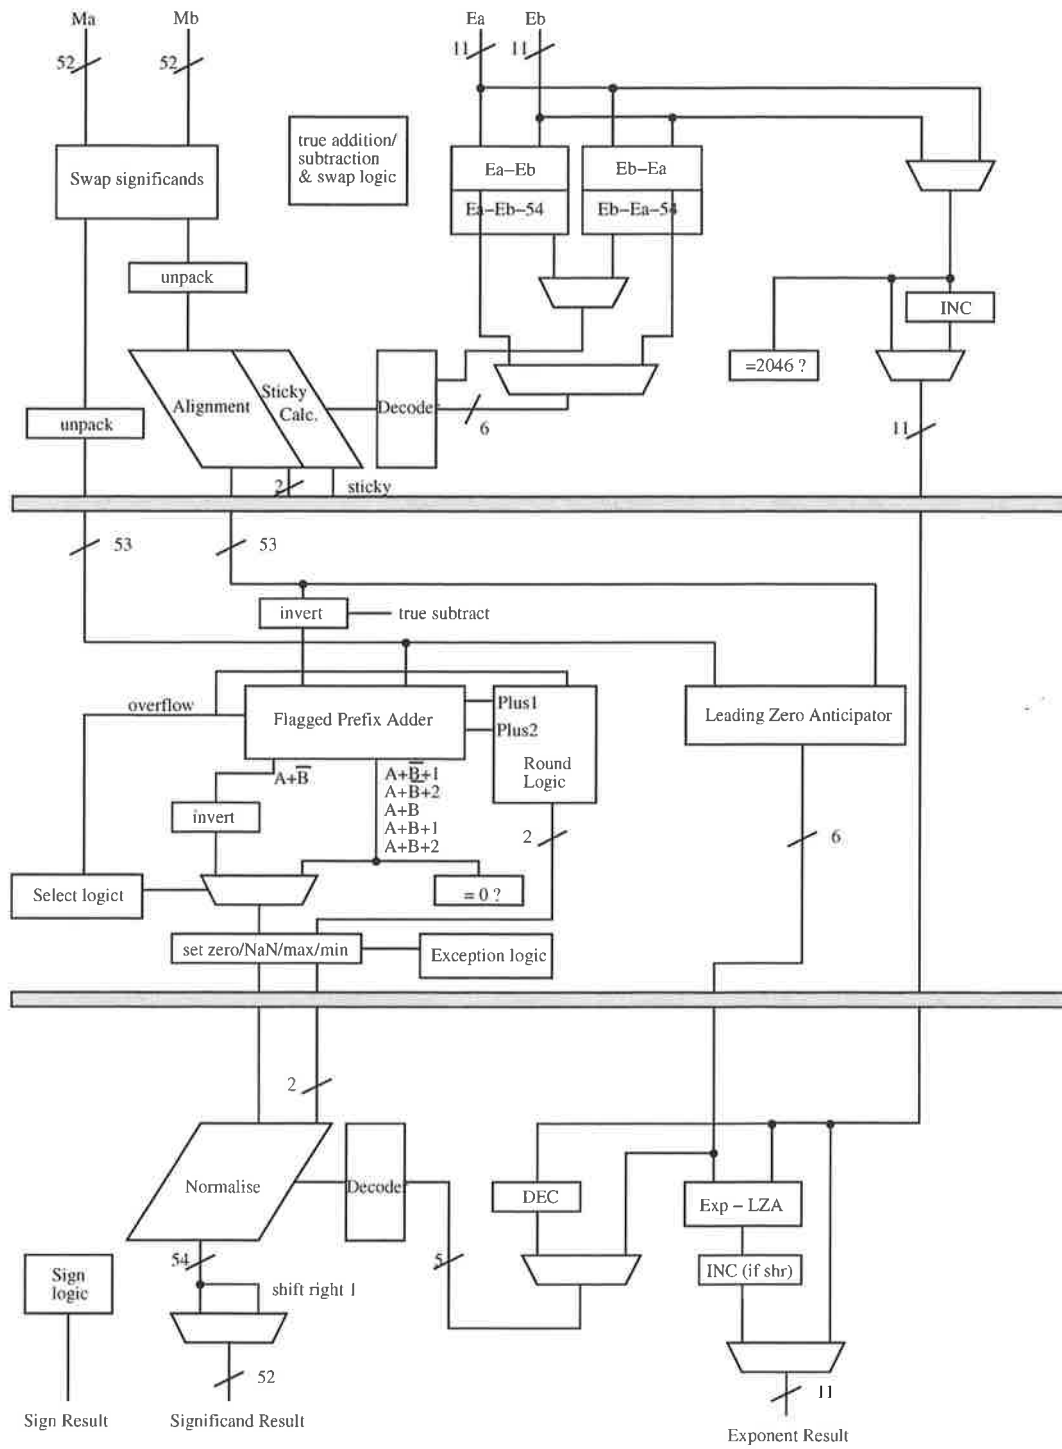 Ma Mb Ea Eb
52 52 11 11
true addition/
subtraction
& swap logic
Swap significands
Ea−Eb Eb−Ea
Ea−Eb−54 Eb−Ea−54
unpack
INC
=2046 ?
Alignment
Sticky
Calc.
Decoder
6
unpack
11
2
sticky
53 53
invert
true subtract
overflow
Flagged Prefix Adder
Plus1
Plus2
Round
Logic
Leading Zero Anticipator
A+B̅
A+B̅+1
A+B̅+2
A+B
A+B+1
A+B+2
invert
2
6
Select logict
= 0 ?
set zero/NaN/max/min
Exception logic
2
Normalise
Decoder
DEC
Exp − LZA
54
5
INC (if shr)
Sign
logic
shift right 1
52
11
Sign Result
Significand Result
Exponent Result